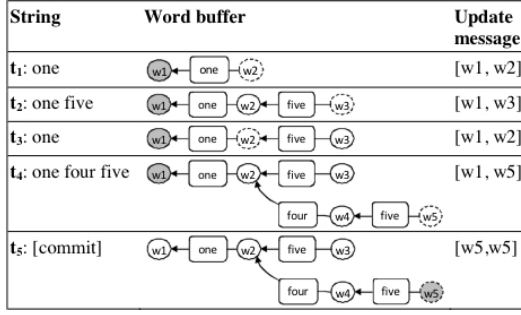 String Word buffer Update
message
t1: one w1 one w2 [w1, w2]
t2: one five w1 one w2 five w3 [w1, w3]
t3: one w1 one w2 five w3 [w1, w2]
t4: one four five w1 one w2 five w3 [w1, w5]
four w4 five w5
t5: [commit] w1 one w2 five w3 [w5,w5]
four w4 five w5